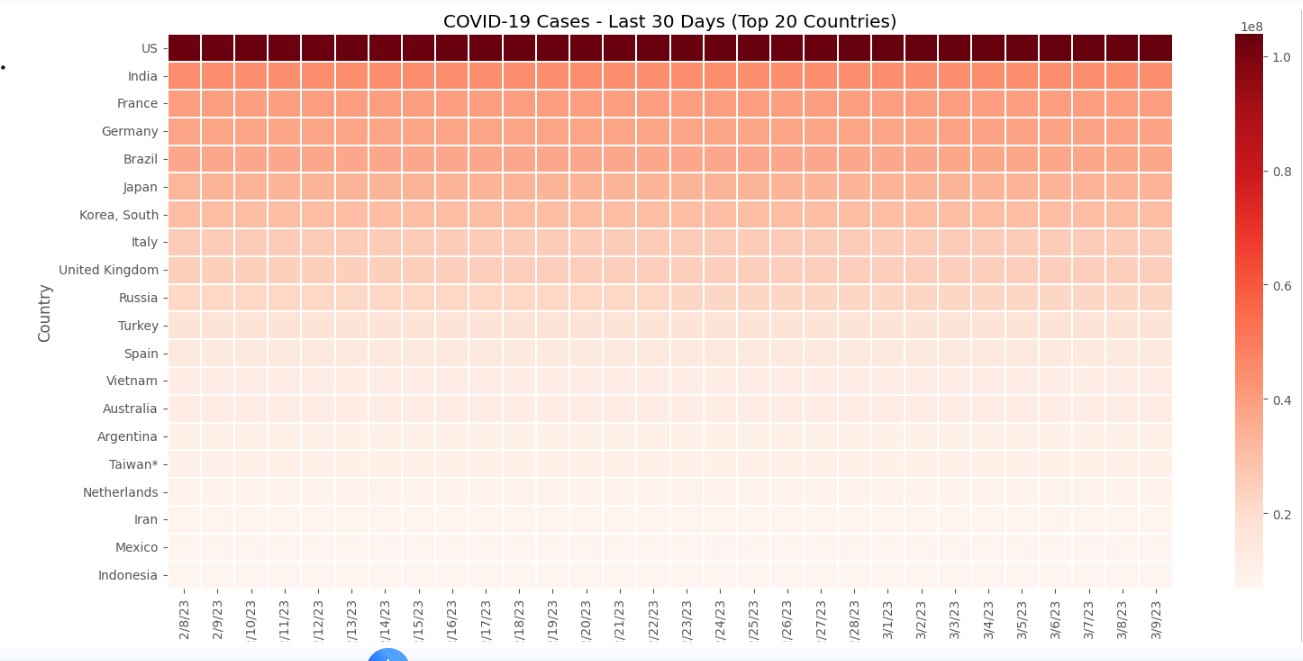 COVID-19 Cases - Last 30 Days (Top 20 Countries)
1e8
US
India
France
Germany
Brazil
Japan
Korea, South
Italy
United Kingdom
Russia
Turkey
Spain
Vietnam
Australia
Argentina
Taiwan*
Netherlands
Iran
Mexico
Indonesia
Country
2/8/23
2/9/23
/10/23
/11/23
/12/23
/13/23
/14/23
/15/23
/16/23
/17/23
/18/23
/19/23
/20/23
/21/23
/22/23
/23/23
/24/23
/25/23
/26/23
/27/23
/28/23
3/1/23
3/2/23
3/3/23
3/4/23
3/5/23
3/6/23
3/7/23
3/8/23
3/9/23
1.0
0.8
0.6
0.4
0.2